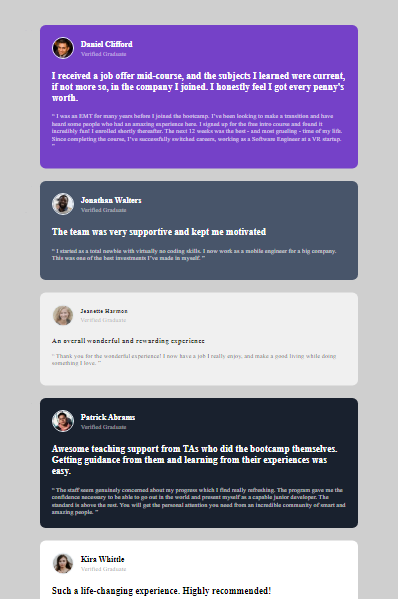 Daniel Clifford
Verified Graduate
I received a job offer mid-course, and the subjects I learned were current,
if not more so, in the company I joined. I honestly feel I got every penny's
worth.
" I was an EMT for many years before I joined the bootcamp. I've been looking to make a transition and have
heard some people who had an amazing experience here. I signed up for the free intro course and found it
incredibly fun! I enrolled shortly thereafter. The next 12 weeks was the best - and most grueling - time of my life.
Since completing the course, I've successfully switched careers, working as a Software Engineer at a VR startup.
"
Jonathan Walters
Verified Graduate
The team was very supportive and kept me motivated
" I started as a total newbie with virtually no coding skills. I now work as a mobile engineer for a big company.
This was one of the best investments I've made in myself. "
Jeanette Harmon
Verified Graduate
An overall wonderful and rewarding experience
" Thank you for the wonderful experience! I now have a job I really enjoy, and make a good living while doing
something I love. "
Patrick Abrams
Verified Graduate
Awesome teaching support from TAs who did the bootcamp themselves.
Getting guidance from them and learning from their experiences was
easy.
" The staff seem genuinely concerned about my progress which I find really refreshing. The program gave me the
confidence necessary to be able to go out in the world and present myself as a capable junior developer. The
standard is above the rest. You will get the personal attention you need from an incredible community of smart and
amazing people. "
Kira Whittle
Verified Graduate
Such a life-changing experience. Highly recommended!